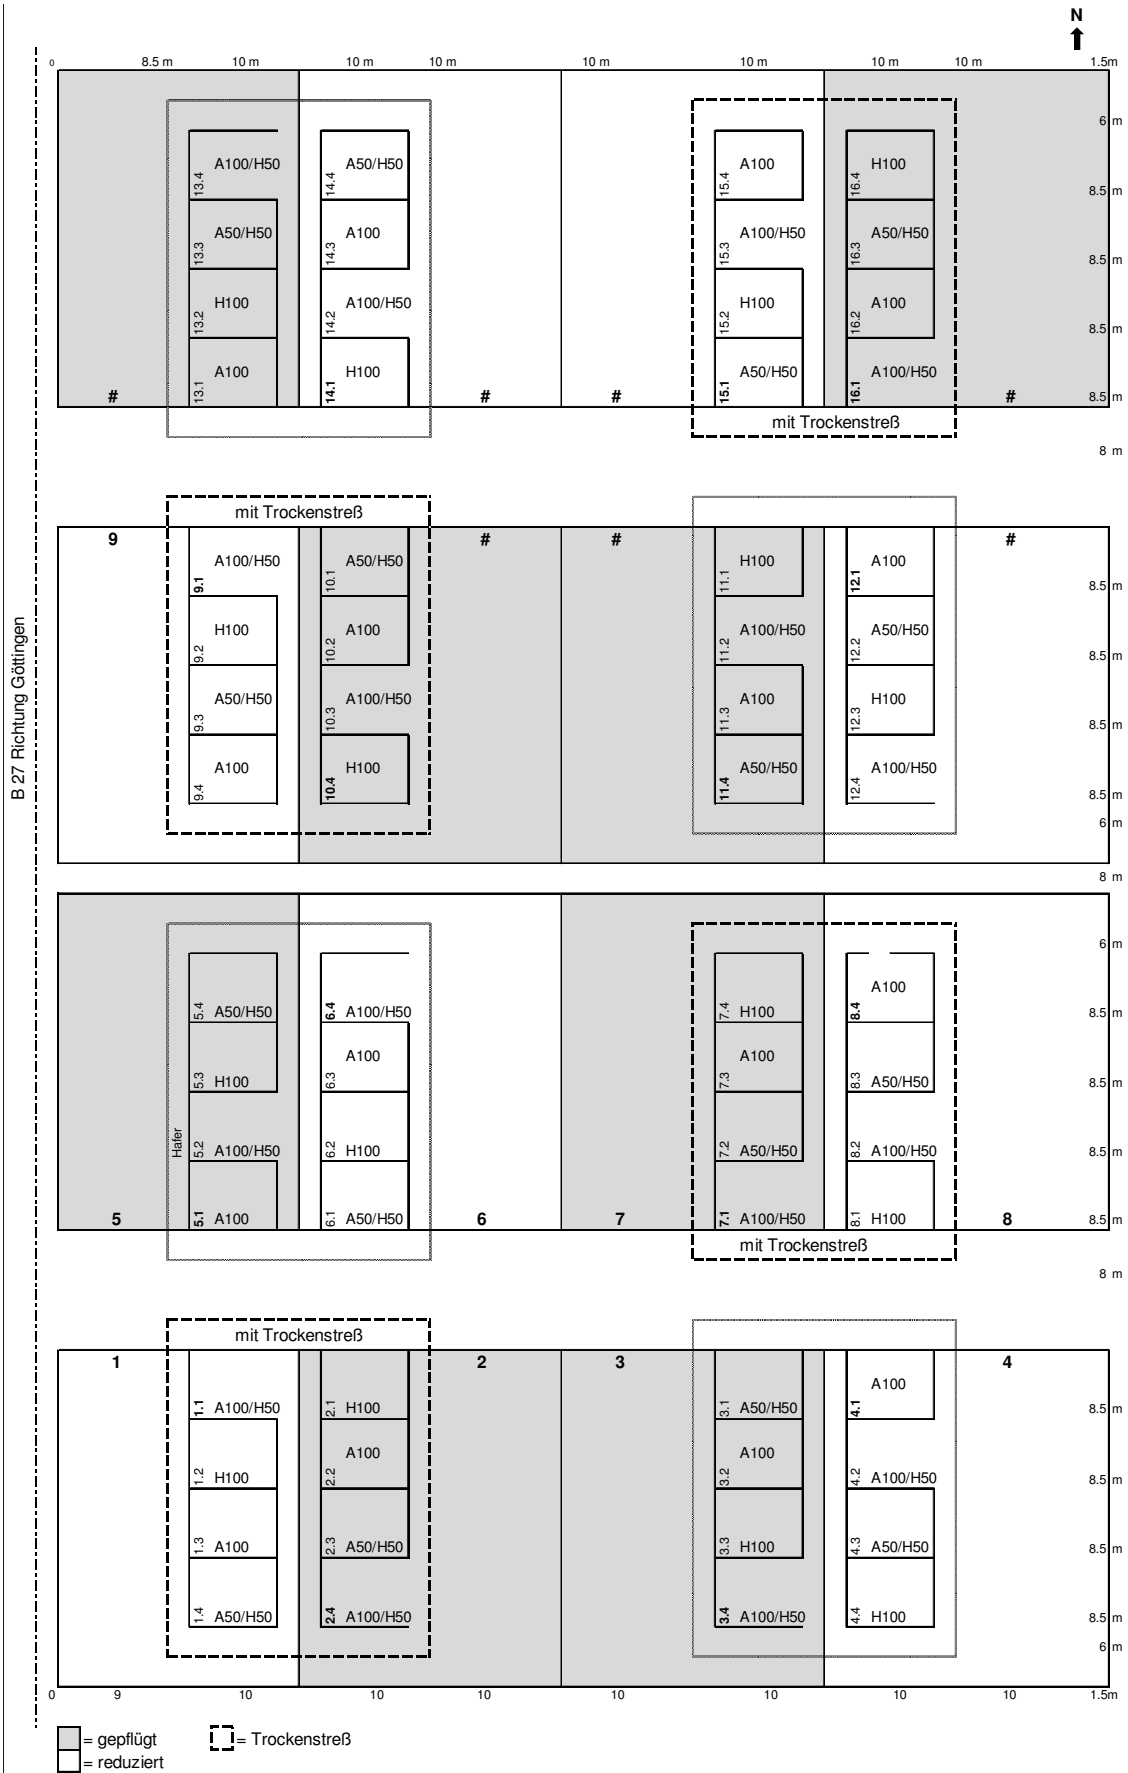 N
0 8.5 m 10 m 10 m 10 m 10 m 10 m 10 m 10 m 1.5m
6 m
13.4 A100/H50 14.4 A50/H50 15.4 A100 16.4 H100 8.5 m
13.3 A50/H50 14.3 A100 15.3 A100/H50 16.3 A50/H50 8.5 m
13.2 H100 14.2 A100/H50 15.2 H100 16.2 A100 8.5 m
13.1 A100 14.1 H100 15.1 A50/H50 16.1 A100/H50
# # # # 8.5 m
mit Trockenstreß
8 m
mit Trockenstreß
9 # # #
9.1 A100/H50 10.1 A50/H50 11.1 H100 12.1 A100 8.5 m
9.2 H100 10.2 A100 11.2 A100/H50 12.2 A50/H50 8.5 m
9.3 A50/H50 10.3 A100/H50 11.3 A100 12.3 H100 8.5 m
9.4 A100 10.4 H100 11.4 A50/H50 12.4 A100/H50 8.5 m
6 m
B 27 Richtung Göttingen
8 m
6 m
5.4 A50/H50 6.4 A100/H50 7.4 H100 8.4 A100 8.5 m
5.3 H100 6.3 A100 7.3 A100 8.3 A50/H50 8.5 m
Hafer 5.2 A100/H50 6.2 H100 7.2 A50/H50 8.2 A100/H50 8.5 m
5 5.1 A100 6.1 A50/H50 6 7 7.1 A100/H50 8.1 H100 8 8.5 m
mit Trockenstreß
8 m
mit Trockenstreß
1 2 3 4
1.1 A100/H50 2.1 H100 3.1 A50/H50 4.1 A100 8.5 m
1.2 H100 2.2 A100 3.2 A100 4.2 A100/H50 8.5 m
1.3 A100 2.3 A50/H50 3.3 H100 4.3 A50/H50 8.5 m
1.4 A50/H50 2.4 A100/H50 3.4 A100/H50 4.4 H100 8.5 m
6 m
0 9 10 10 10 10 10 10 10 1.5m
= gepflügt = Trockenstreß
= reduziert